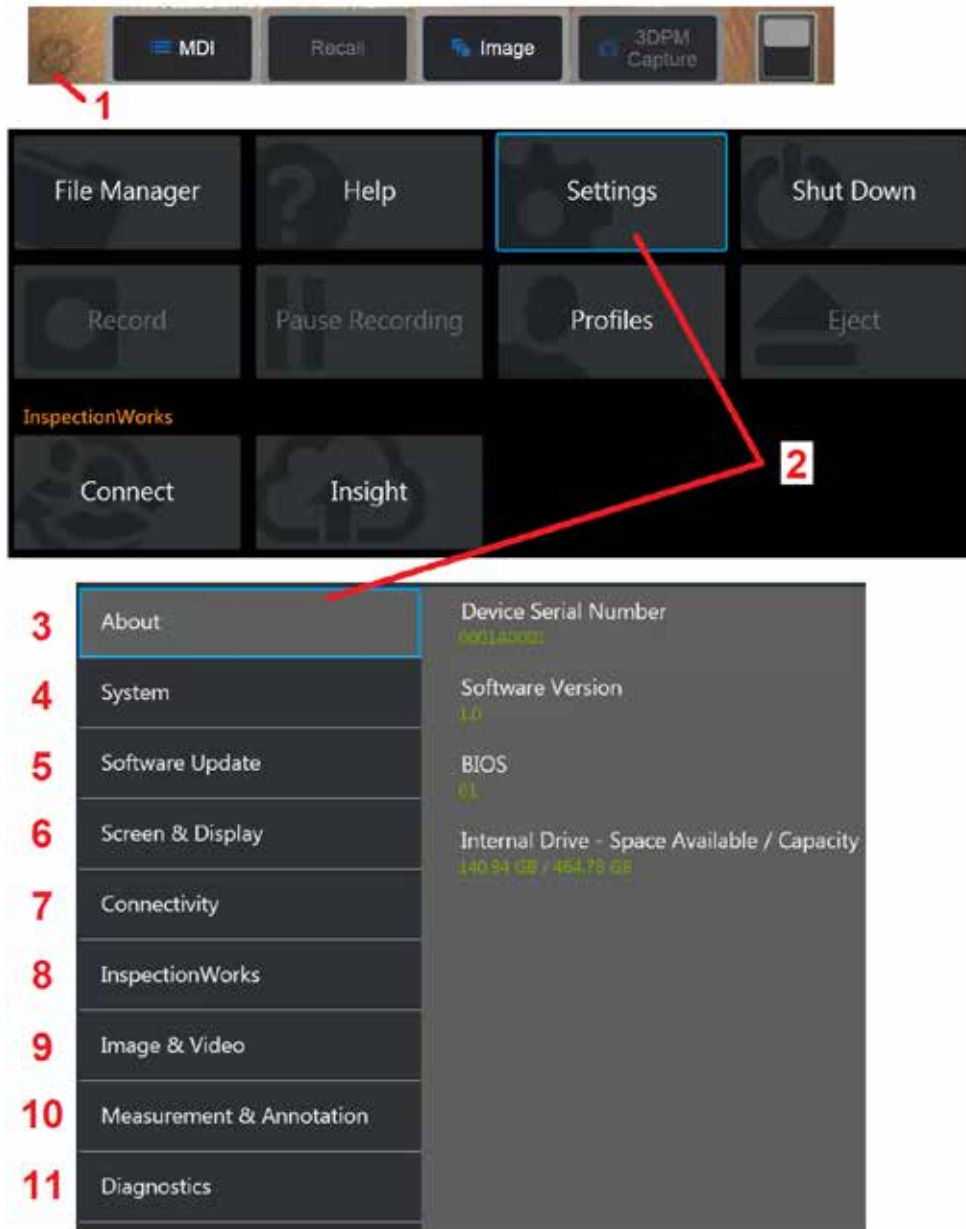 MDI
Recall
Image
3DPM
Capture
1
File Manager
Help
Settings
Shut Down
Record
Pause Recording
Profiles
Eject
InspectionWorks
2
Connect
Insight
3 About
Device Serial Number
4 System
Software Version
1.0
5 Software Update
BIOS
61
6 Screen & Display
Internal Drive - Space Available / Capacity
140.94 GB / 464.78 GB
7 Connectivity
8 InspectionWorks
9 Image & Video
10 Measurement & Annotation
11 Diagnostics